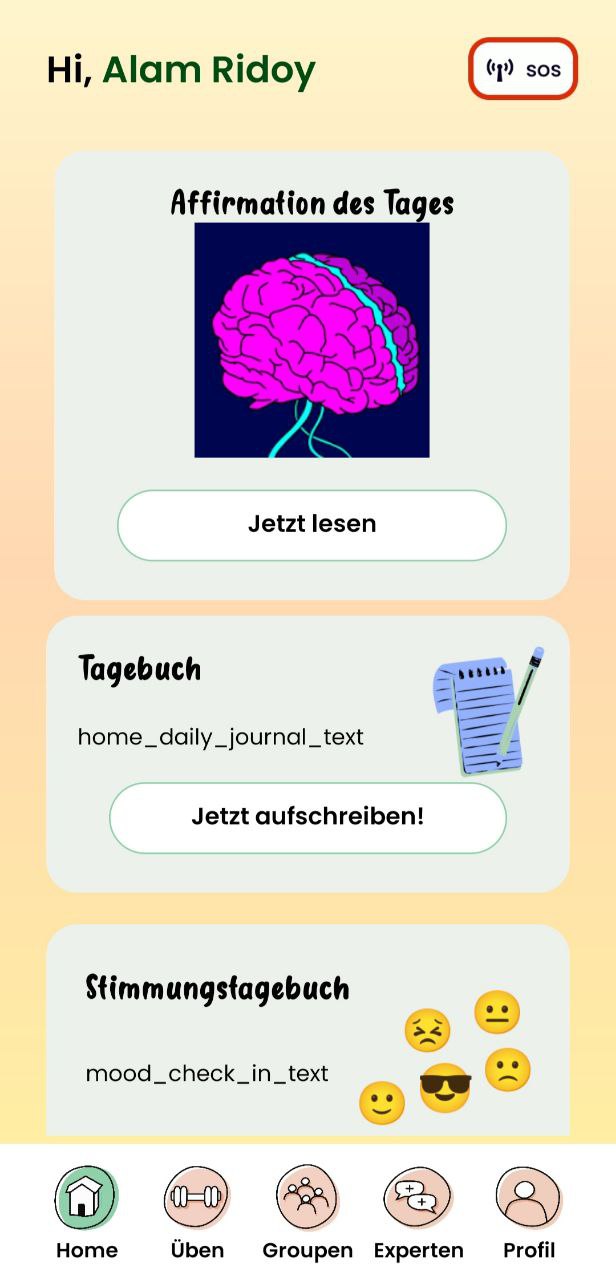 Hi, Alam Ridoy
sos
Affirmation des Tages
Jetzt lesen
Tagebuch
home_daily_journal_text
Jetzt aufschreiben!
Stimmungstagebuch
mood_check_in_text
Home
Üben
Groupen
Experten
Profil